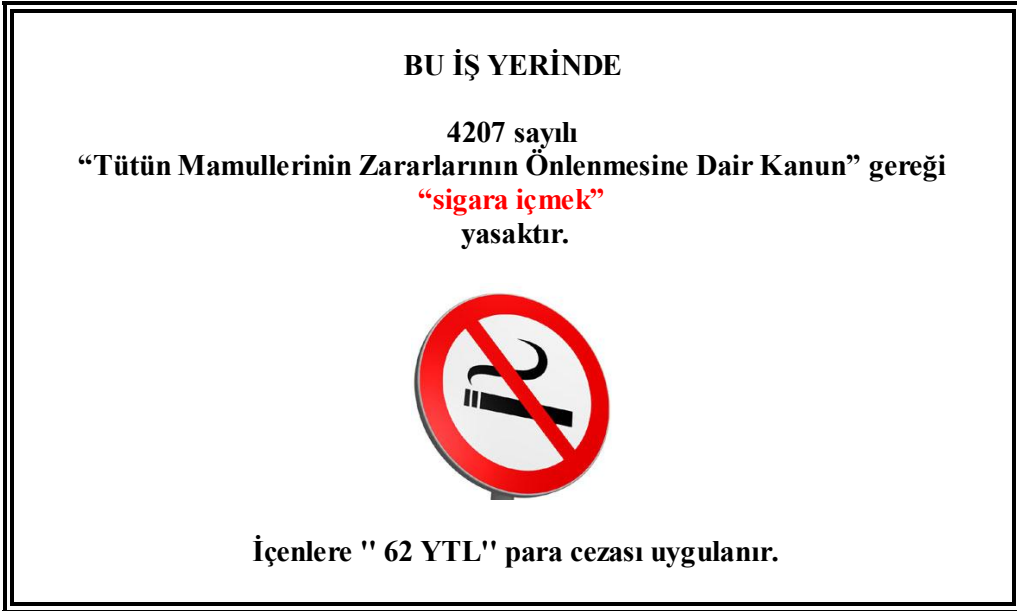 BU İŞ YERİNDE
4207 sayılı
“Tütün Mamullerinin Zararlarının Önlenmesine Dair Kanun” gereği
“sigara içmek”
yasaktır.
İçenlere '' 62 YTL'' para cezası uygulanır.